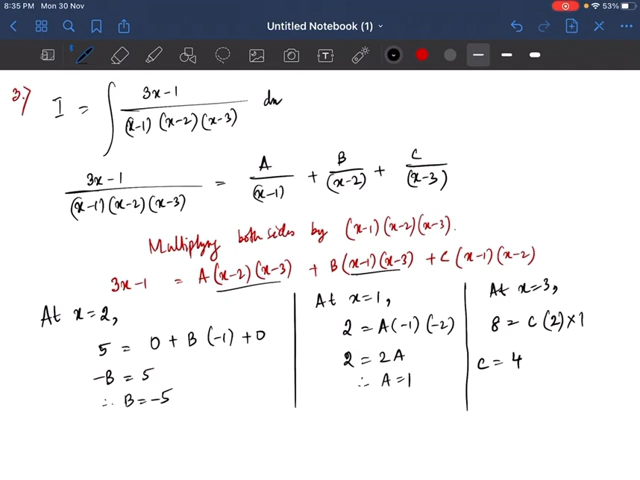 8:35 PM Mon 30 Nov
53%
Untitled Notebook (1)
3.) I = ∫ 3x-1 / (x-1)(x-2)(x-3) dx
3x-1 / (x-1)(x-2)(x-3) = A / (x-1) + B / (x-2) + C / (x-3)
Multiplying both sides by (x-1)(x-2)(x-3).
3x-1 = A(x-2)(x-3) + B(x-1)(x-3) + C(x-1)(x-2)
At x=2,
5 = 0 + B(-1) + 0
-B = 5
∴ B = -5
At x=1,
2 = A(-1)(-2)
2 = 2A
∴ A=1
At x=3,
8 = C(2)×1
C = 4